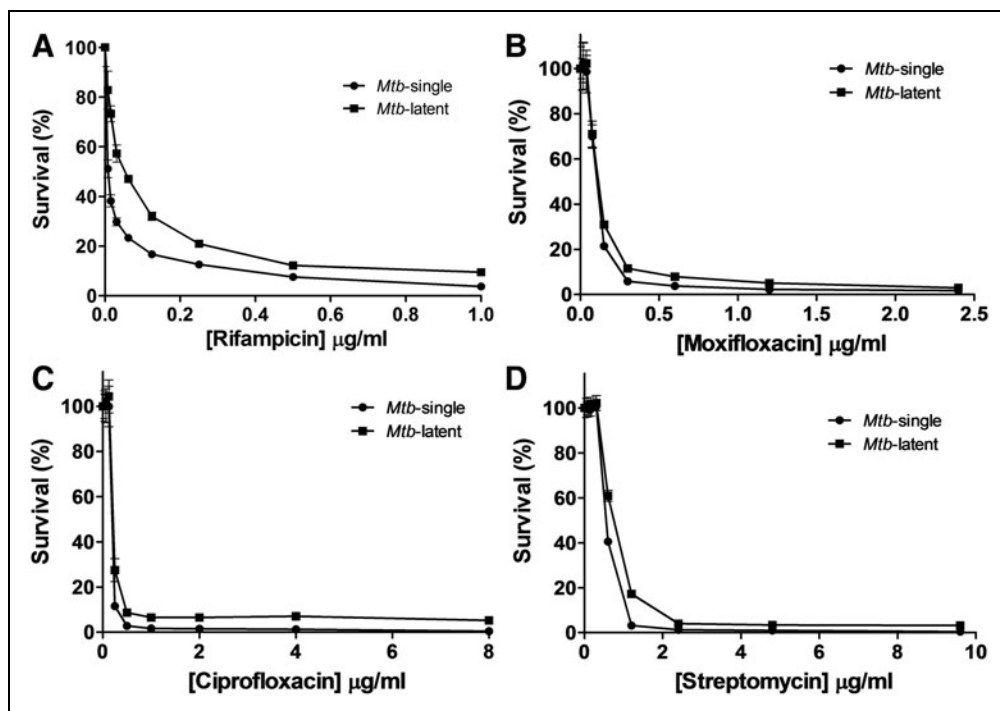 A
Mtb-single
Mtb-latent
Survival (%)
100
80
60
40
20
0
0.0 0.2 0.4 0.6 0.8 1.0
[Rifampicin] μg/ml
B
Mtb-single
Mtb-latent
Survival (%)
100
80
60
40
20
0
0.0 0.5 1.0 1.5 2.0 2.5
[Moxifloxacin] μg/ml
C
Mtb-single
Mtb-latent
Survival (%)
100
80
60
40
20
0
0 2 4 6 8
[Ciprofloxacin] μg/ml
D
Mtb-single
Mtb-latent
Survival (%)
100
80
60
40
20
0
0 2 4 6 8 10
[Streptomycin] μg/ml